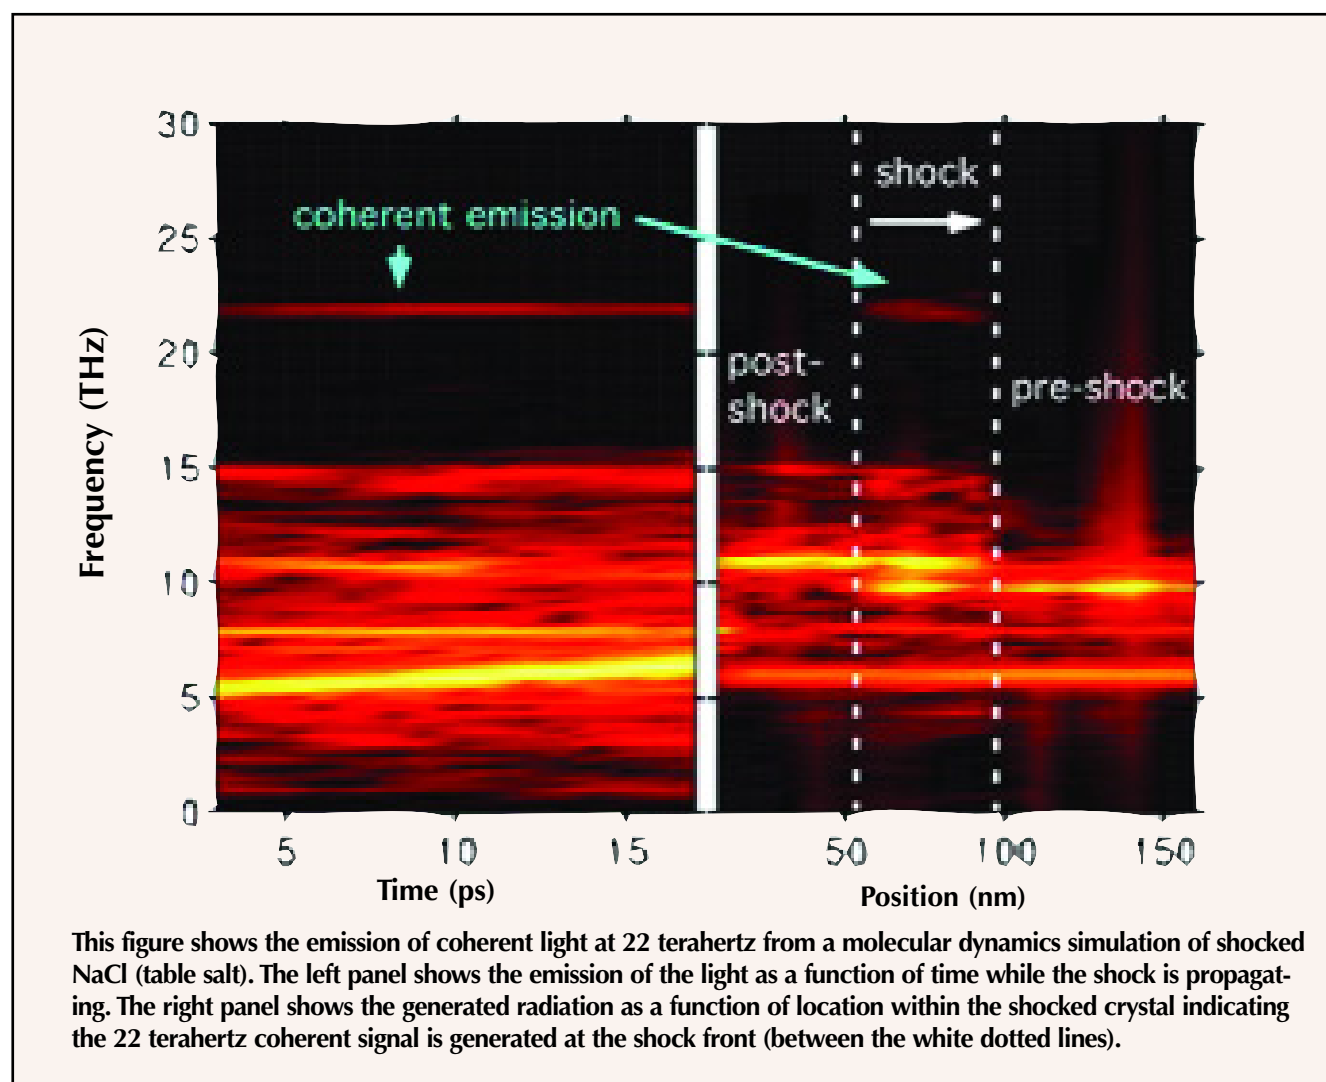 30
25
20
15
10
5
0
Frequency (THz)
coherent emission
shock
post-
shock
pre-shock
5 10 15
50 100 150
Time (ps)
Position (nm)
This figure shows the emission of coherent light at 22 terahertz from a molecular dynamics simulation of shocked
NaCl (table salt). The left panel shows the emission of the light as a function of time while the shock is propagat-
ing. The right panel shows the generated radiation as a function of location within the shocked crystal indicating
the 22 terahertz coherent signal is generated at the shock front (between the white dotted lines).